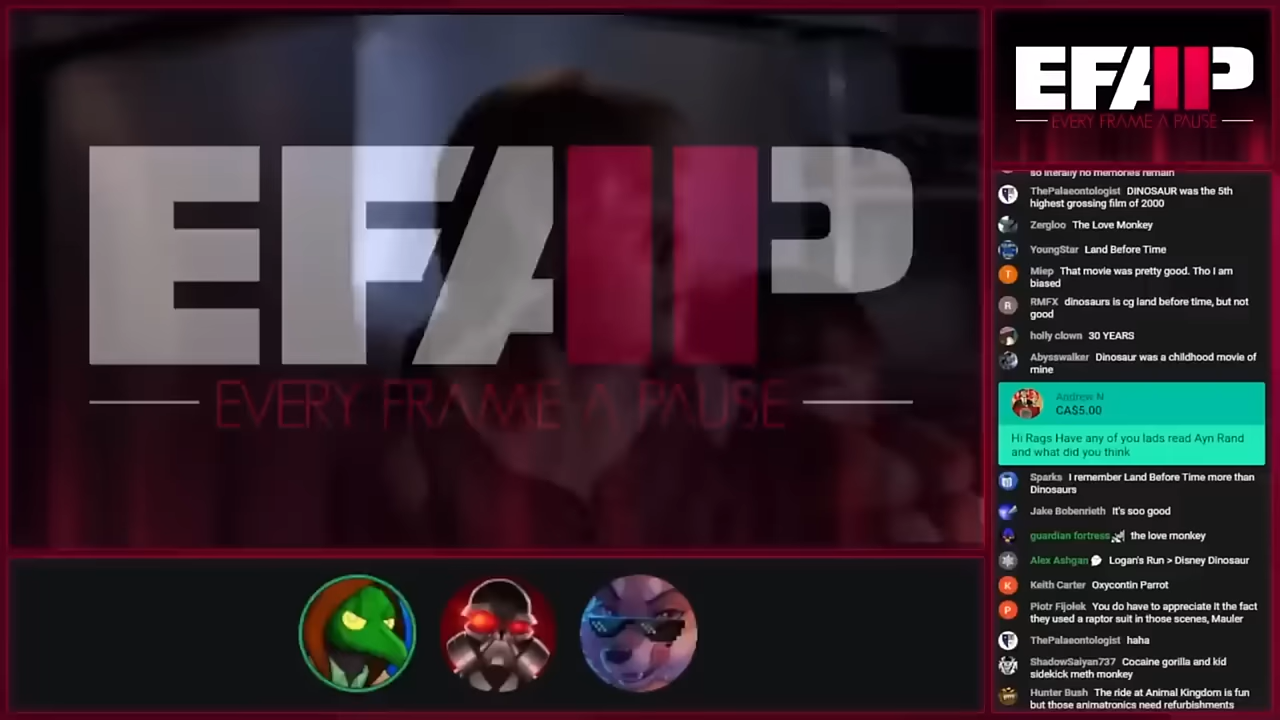 EFAP
EVERY FRAME A PAUSE
EFAP
EVERY FRAME A PAUSE
so literally no memories remain
ThePalaeontologist DINOSAUR was the 5th
highest grossing film of 2000
Zergloo The Love Monkey
YoungStar Land Before Time
T Miep That movie was pretty good. Tho I am
biased
R RMFX dinosaurs is cg land before time, but not
good
holly clown 30 YEARS
Abysswalker Dinosaur was a childhood movie of
mine
Andrew N
CA$5.00
Hi Rags Have any of you lads read Ayn Rand
and what did you think
Sparks I remember Land Before Time more than
Dinosaurs
Jake Bobenrieth It's soo good
guardian fortress the love monkey
Alex Ashgan Logan's Run > Disney Dinosaur
K Keith Carter Oxycontin Parrot
P Piotr Fijołek You do have to appreciate it the fact
they used a raptor suit in those scenes, Mauler
ThePalaeontologist haha
ShadowSaiyan737 Cocaine gorilla and kid
sidekick meth monkey
Hunter Bush The ride at Animal Kingdom is fun
but those animatronics need refurbishments